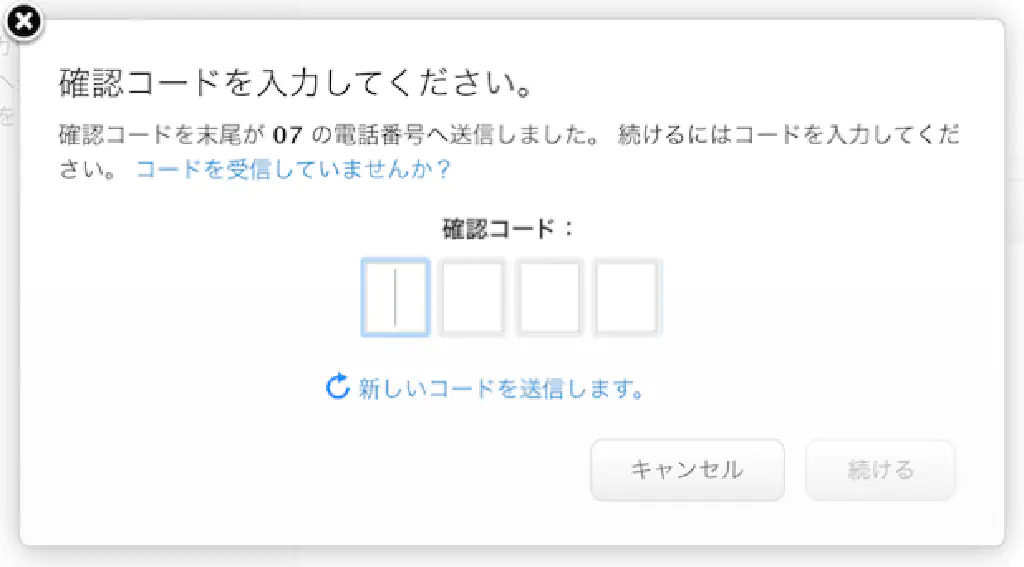 確認コードを入力してください。
確認コードを末尾が 07 の電話番号へ送信しました。 続けるにはコードを入力してくだ
さい。 コードを受信していませんか？
確認コード：
新しいコードを送信します。
キャンセル 続ける